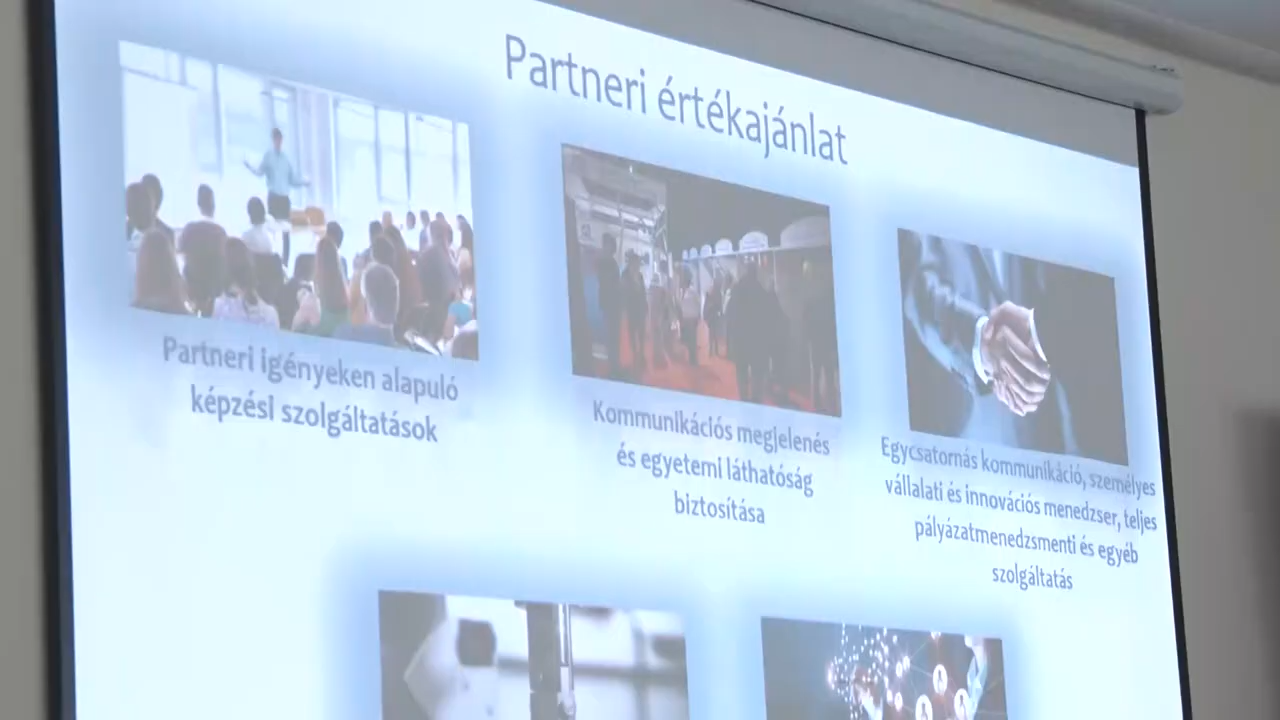 Partneri értékajánlat
Partneri igényeken alapuló
képzési szolgáltatások
Kommunikációs megjelenés
és egyetemi láthatóság
biztosítása
Egycsatornás kommunikáció, személyes
vállalati és innovációs menedzser, teljes
pályázatmenedzsmenti és egyéb
szolgáltatás